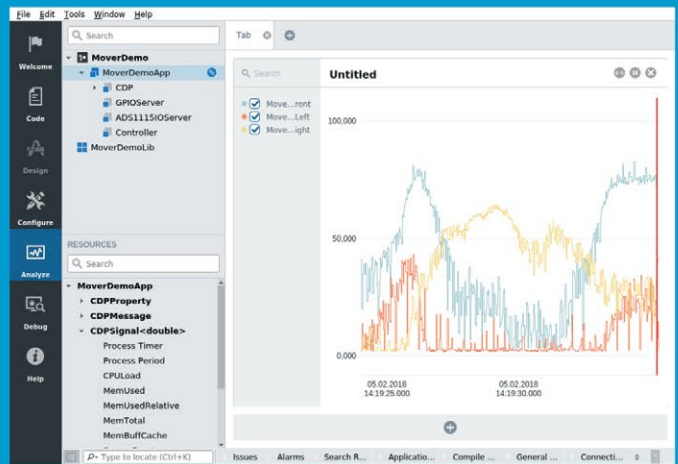 File Edit Tools Window Help
Welcome
Code
Design
Configure
Analyze
Debug
Help
Search
MoverDemo
MoverDemoApp
CDP
GPIOServer
ADS1115IOServer
Controller
MoverDemoLib
RESOURCES
Search
MoverDemoApp
CDPProperty
CDPMessage
CDPSignal<double>
Process Timer
Process Period
CPULoad
MemUsed
MemUsedRelative
MemTotal
MemBuffCache
Tab
Search
Untitled
Move...ront
Move...Left
Move...ight
100,000
50,000
0,000
05.02.2018
14:19:25.000
05.02.2018
14:19:30.000
Type to locate (Ctrl+K)
Issues Alarms Search R... Applicatio... Compile ... General ... Connecti...